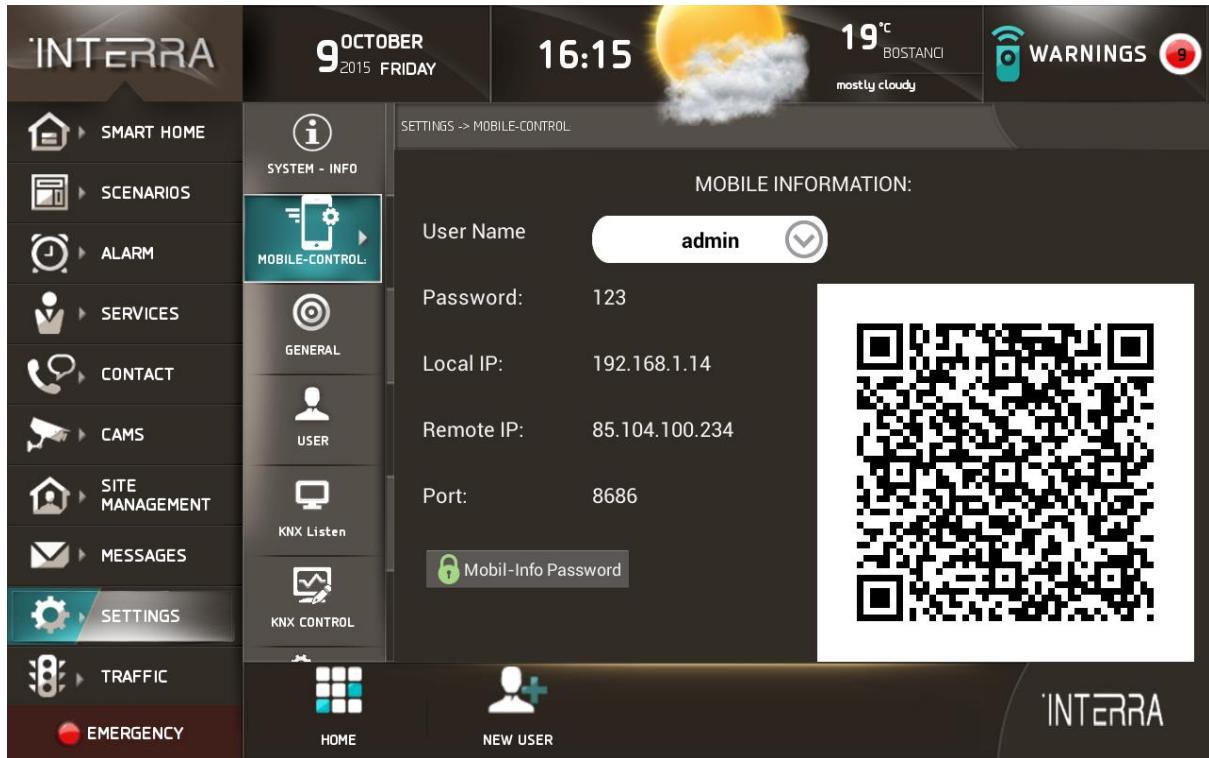 INTERRA
9 OCTOBER
2015 FRIDAY
16:15
19°C
BOSTANCI
mostly cloudy
WARNINGS 9
SMART HOME
SCENARIOS
ALARM
SERVICES
CONTACT
CAMS
SITE
MANAGEMENT
MESSAGES
SETTINGS
TRAFFIC
EMERGENCY
SYSTEM - INFO
MOBILE-CONTROL:
GENERAL
USER
KNX Listen
KNX CONTROL
SETTINGS -> MOBILE-CONTROL:
MOBILE INFORMATION:
User Name admin
Password: 123
Local IP: 192.168.1.14
Remote IP: 85.104.100.234
Port: 8686
Mobil-Info Password
HOME
NEW USER
INTERRA